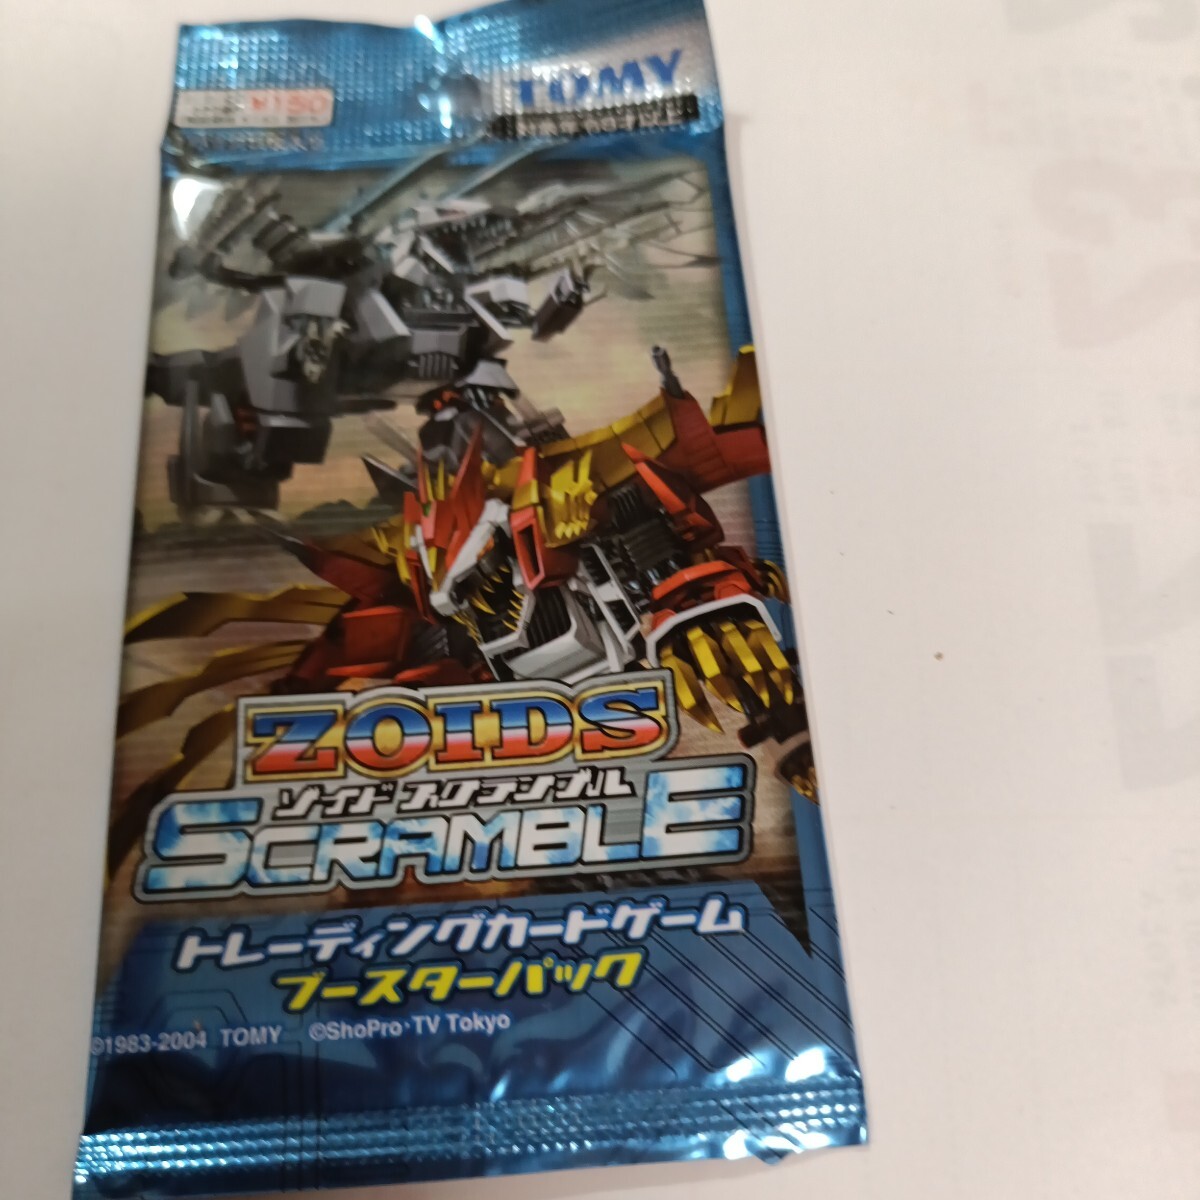 TOMY
¥150
ZOIDS
ゾイドスクランブル
SCRAMBLE
トレーディングカードゲーム
ブースターパック
©1983-2004 TOMY ©ShoPro・TV Tokyo